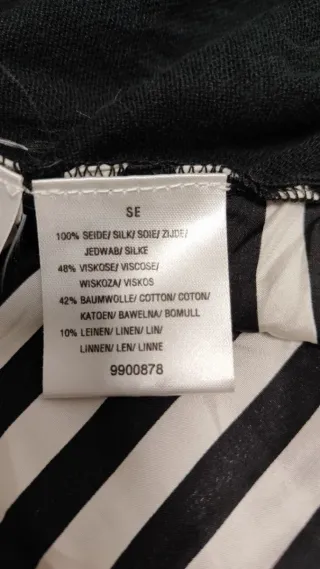 SE
100% SEIDE/ SILK/ SOIE/ ZIJDE/
JEDWAB/ SILKE
48% VISKOSE/ VISCOSE/
WISKOZA/ VISKOS
42% BAUMWOLLE/ COTTON/ COTON/
KATOEN/ BAWELNA/ BOMULL
10% LEINEN/ LINEN/ LIN/
LINNEN/ LEN/ LINNE
9900878